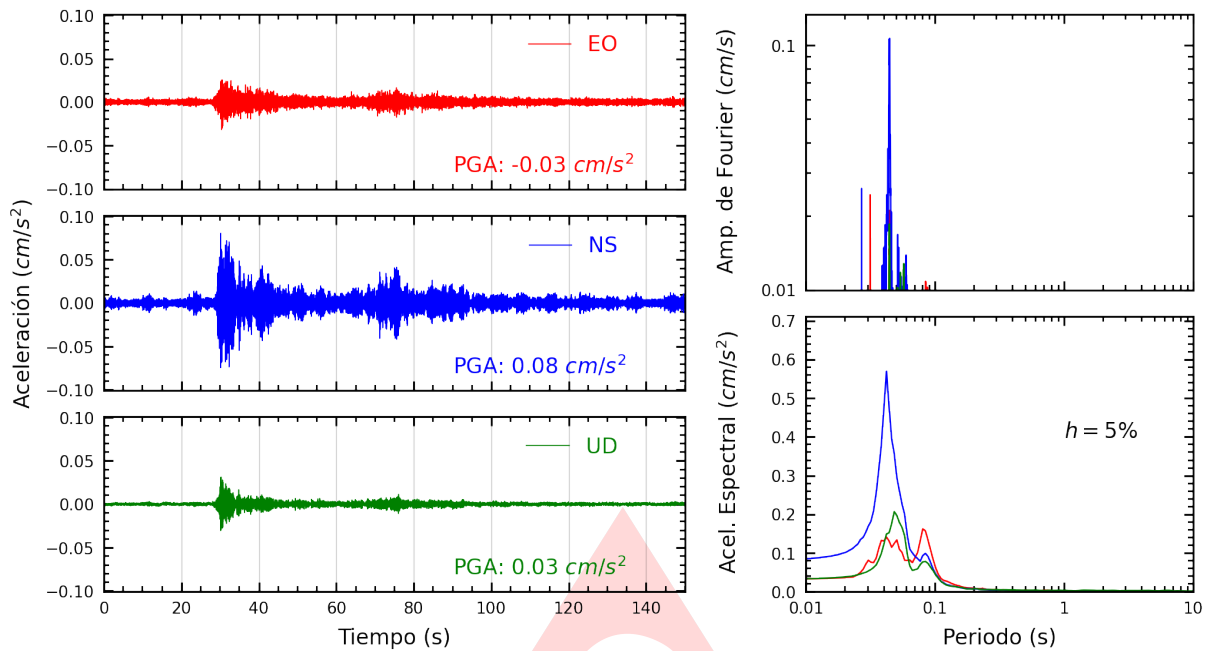 Aceleración (cm/s²)
0.10
0.05
0.00
−0.05
−0.10
EO
PGA: -0.03 cm/s²
0.10
0.05
0.00
−0.05
−0.10
NS
PGA: 0.08 cm/s²
0.10
0.05
0.00
−0.05
−0.10
UD
PGA: 0.03 cm/s²
0 20 40 60 80 100 120 140
Tiempo (s)
Amp. de Fourier (cm/s)
0.1
0.01
Acel. Espectral (cm/s²)
0.7
0.6
0.5
0.4
0.3
0.2
0.1
0.0
h = 5%
0.01 0.1 1 10
Periodo (s)